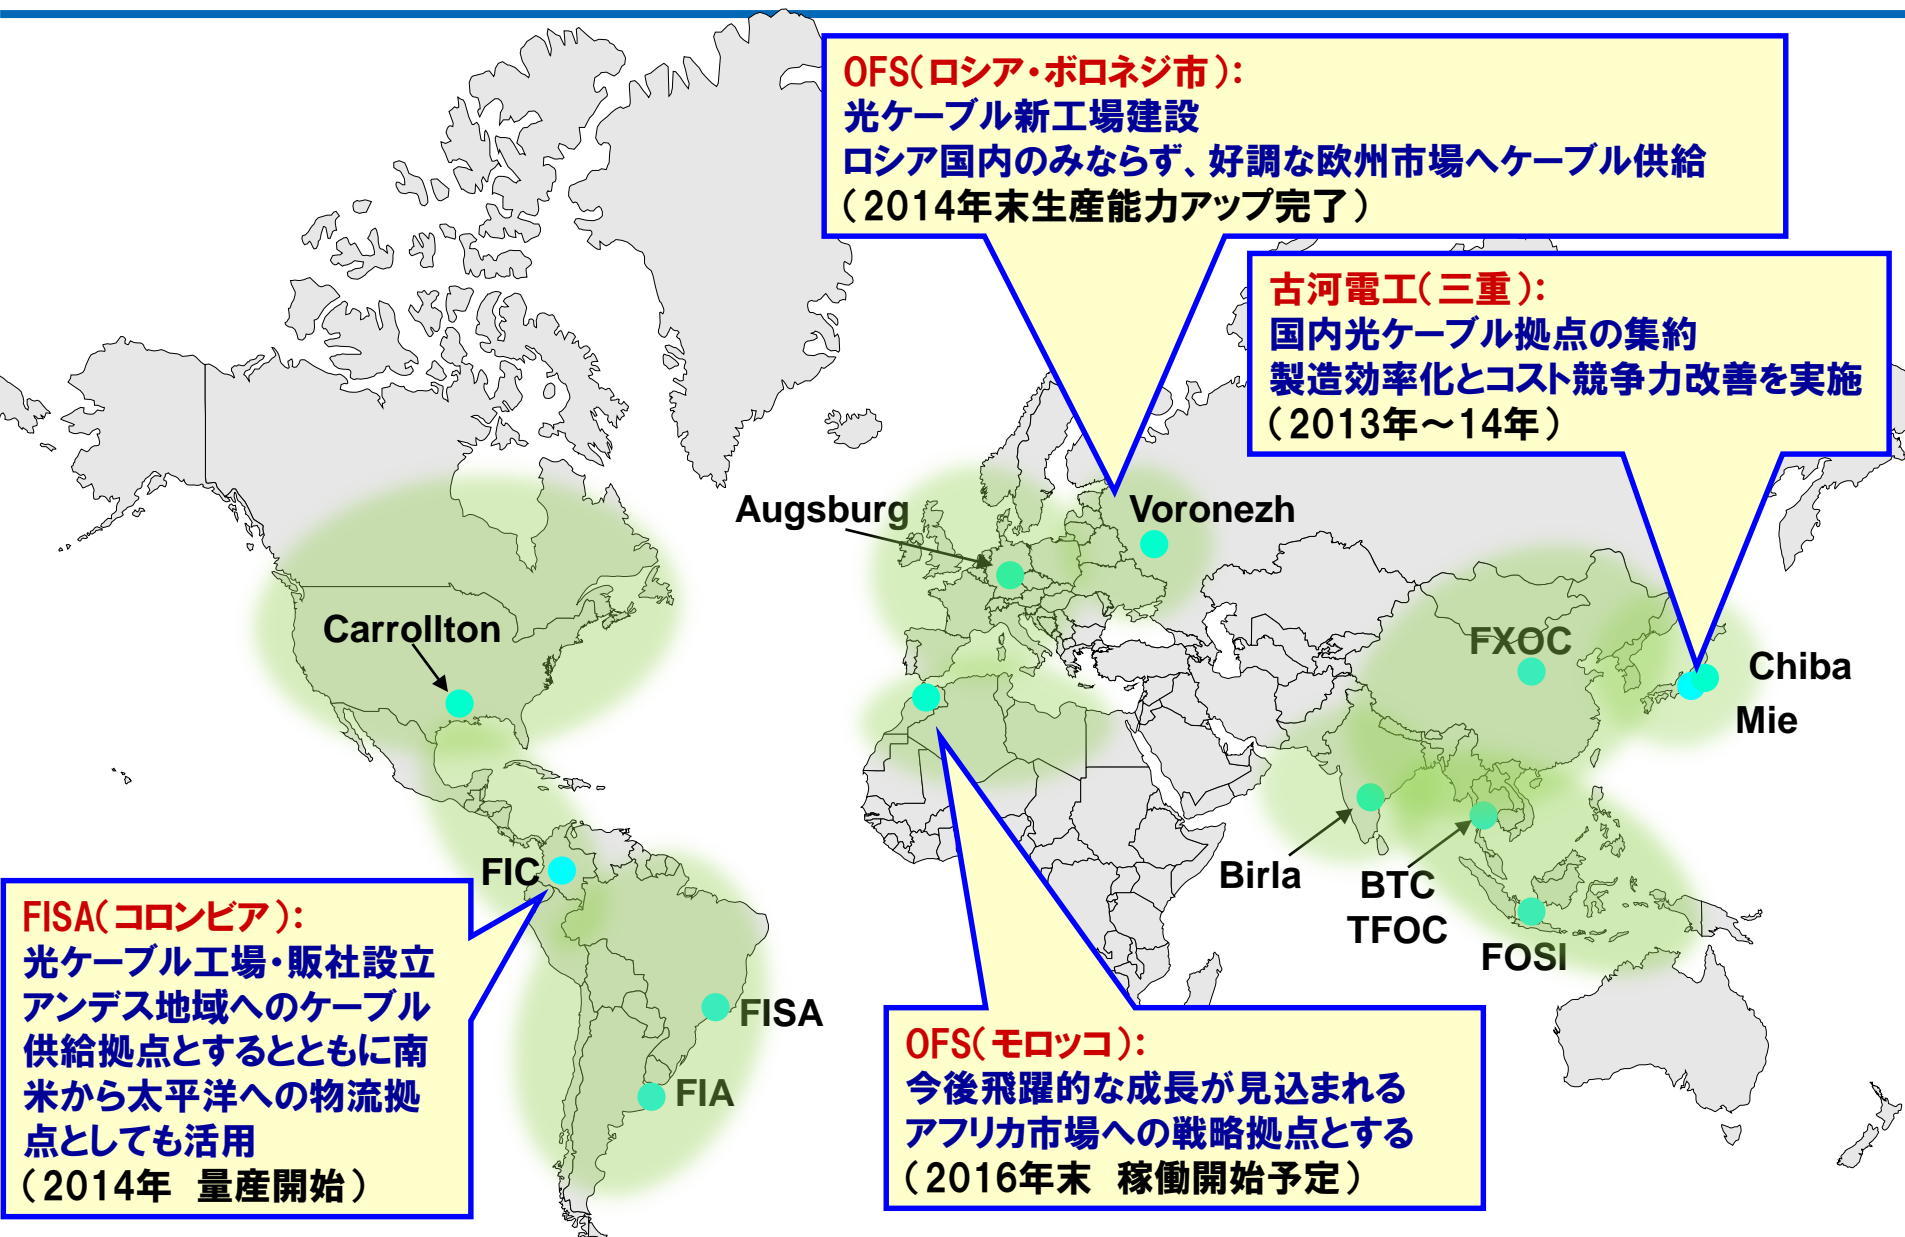 OFS(ロシア・ボロネジ市):
光ケーブル新工場建設
ロシア国内のみならず、好調な欧州市場へケーブル供給
(2014年末生産能力アップ完了)
古河電工(三重):
国内光ケーブル拠点の集約
製造効率化とコスト競争力改善を実施
(2013年～14年)
Augsburg
Voronezh
Carrollton
FXOC
Chiba
Mie
FIC
Birla
BTC
TFOC
FOSI
FISA
FIA
FISA(コロンビア):
光ケーブル工場・販社設立
アンデス地域へのケーブル
供給拠点とするとともに南
米から太平洋への物流拠
点としても活用
(2014年 量産開始)
OFS(モロッコ):
今後飛躍的な成長が見込まれる
アフリカ市場への戦略拠点とする
(2016年末 稼働開始予定)